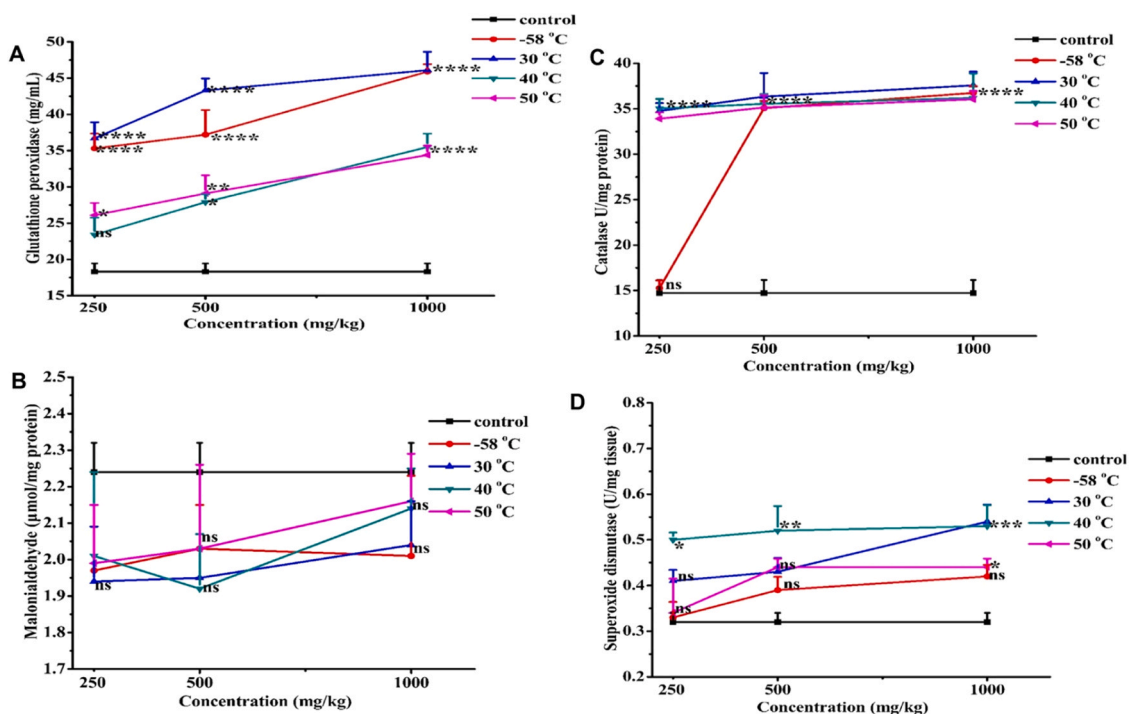 A
Glutathione peroxidase (mg/mL)
50
45
40
35
30
25
20
15
250
500
1000
Concentration (mg/kg)
control
-58 °C
30 °C
40 °C
50 °C
****
****
****
****
****
*
ns
**
*
****
C
Catalase U/mg protein)
40
35
30
25
20
15
10
250
500
1000
Concentration (mg/kg)
control
-58 °C
30 °C
40 °C
50 °C
****
****
****
ns
B
Malonialdehyde (µmol/mg protein)
2.5
2.4
2.3
2.2
2.1
2.0
1.9
1.8
1.7
250
500
1000
Concentration (mg/kg)
control
-58 °C
30 °C
40 °C
50 °C
ns
ns
ns
ns
ns
D
Superoxide dismutase (U/mg tissue)
0.8
0.7
0.6
0.5
0.4
0.3
0.2
250
500
1000
Concentration (mg/kg)
control
-58 °C
30 °C
40 °C
50 °C
*
**
***
ns
ns
ns
ns
*
ns